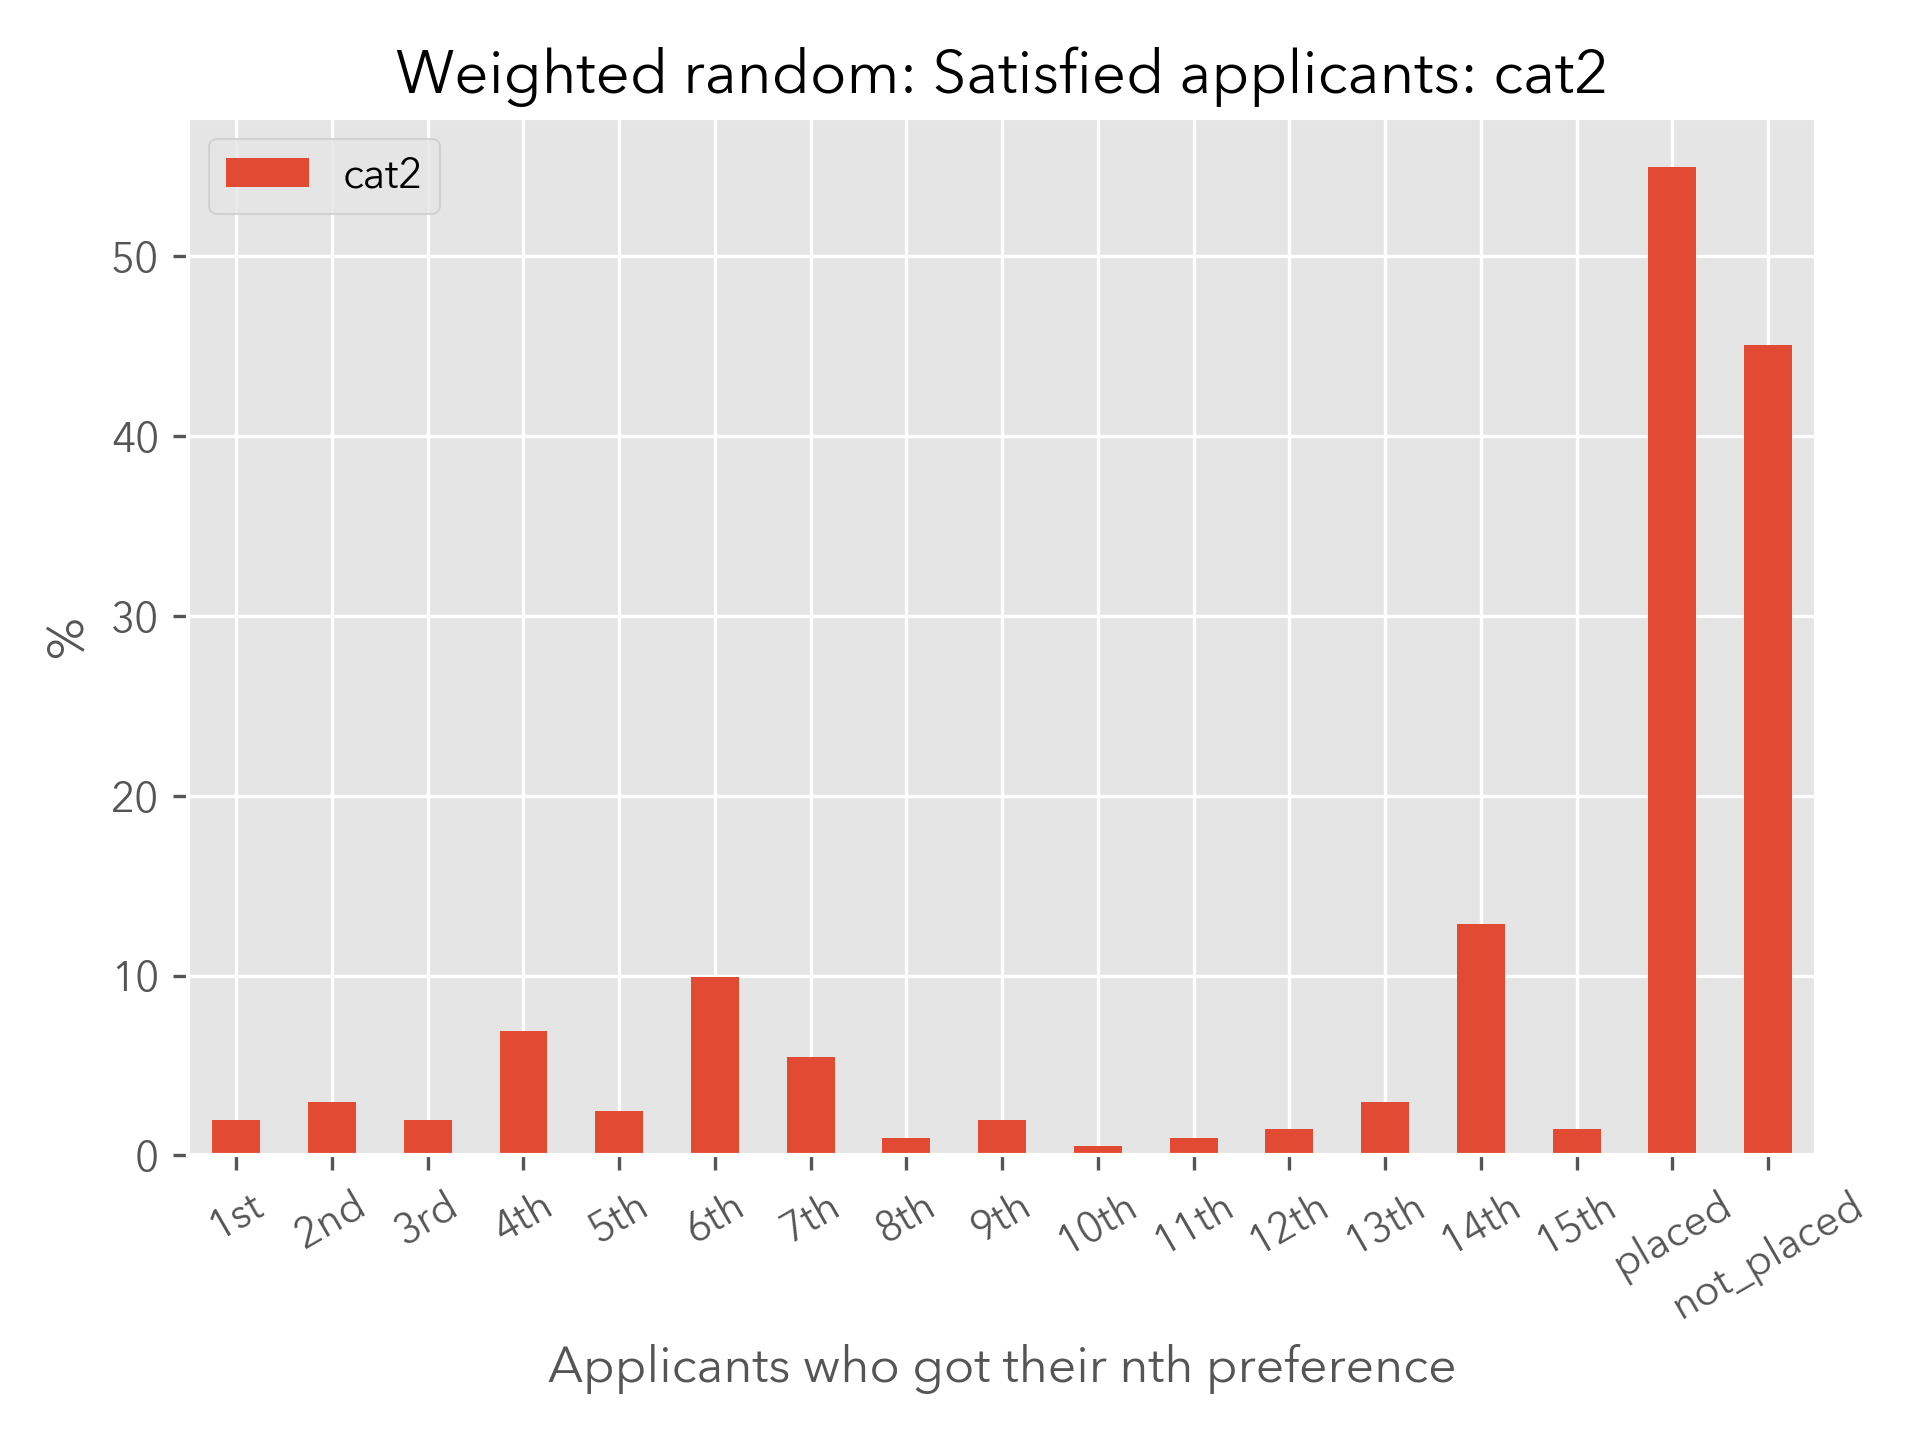 Weighted random: Satisfied applicants: cat2
cat2
%
50
40
30
20
10
0
1st 2nd 3rd 4th 5th 6th 7th 8th 9th 10th 11th 12th 13th 14th 15th placed not_placed
Applicants who got their nth preference